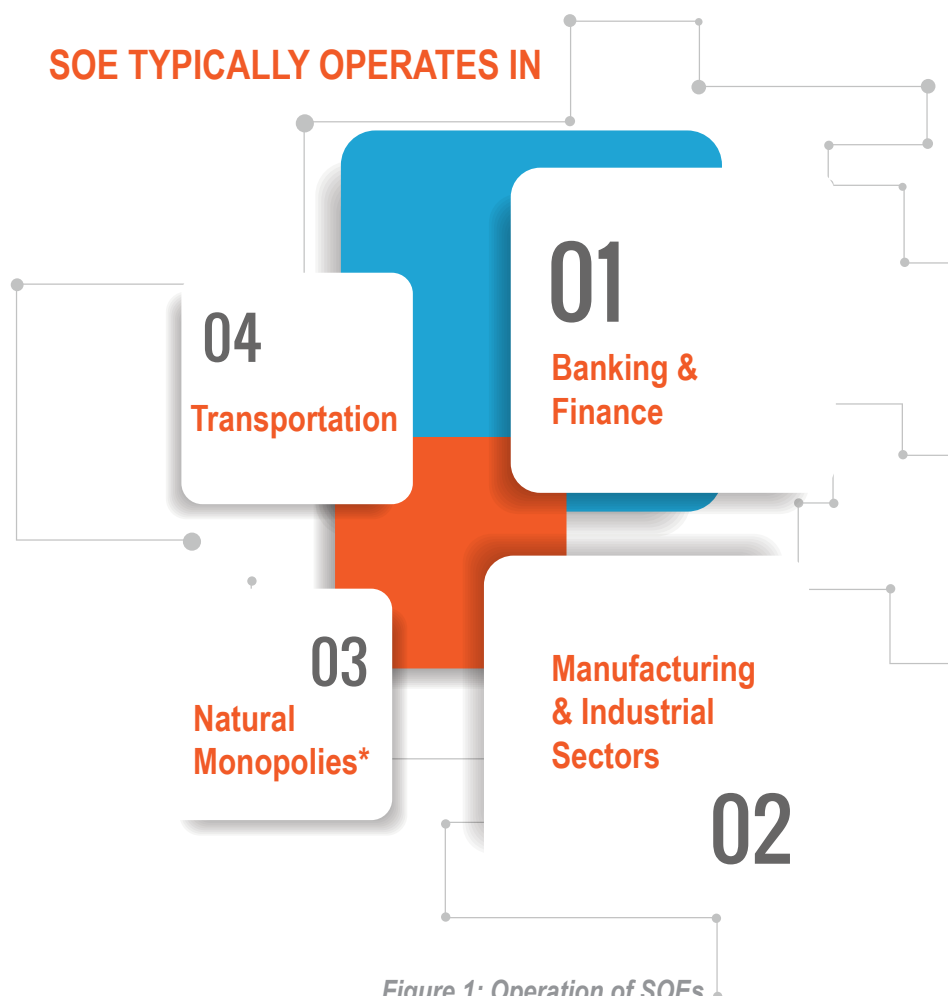 SOE TYPICALLY OPERATES IN
01
Banking &
Finance
Manufacturing
& Industrial
Sectors
02
03
Natural
Monopolies*
04
Transportation
Figure 1: Operation of SOEs